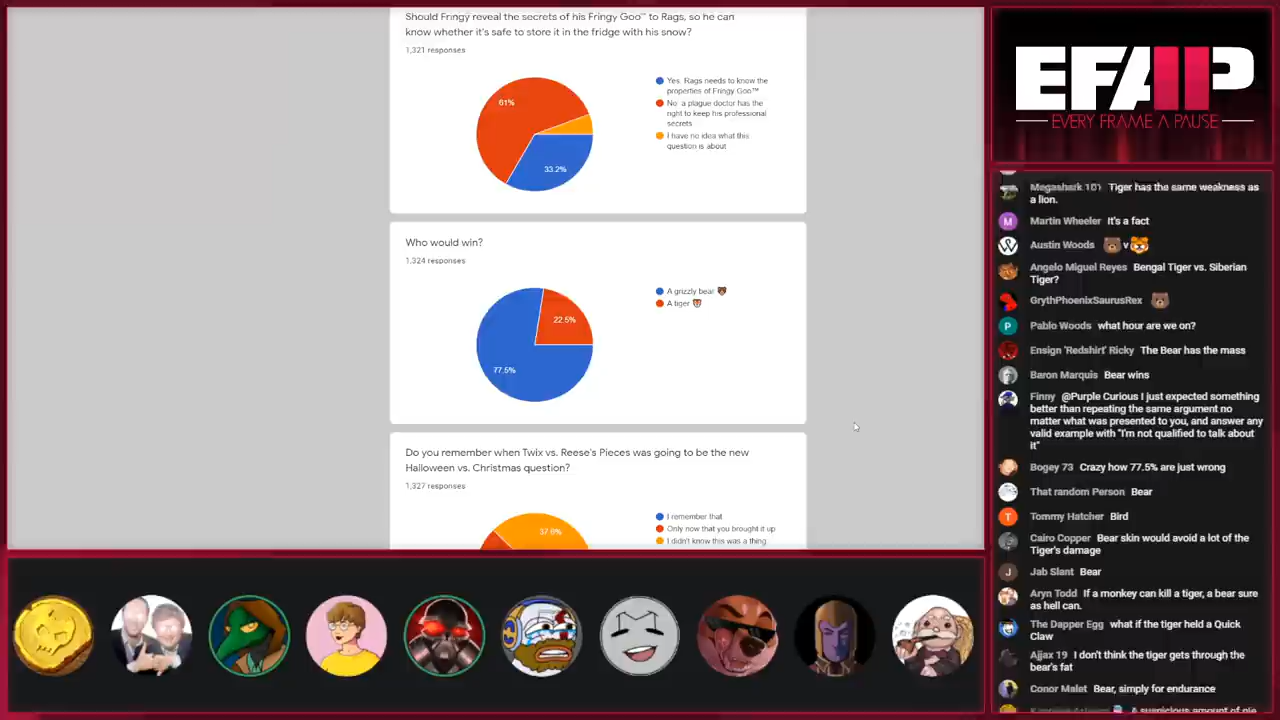 Should Fringy reveal the secrets of his Fringy Goo™ to Rags, so he can
know whether it's safe to store it in the fridge with his snow?
1,321 responses
61%
33.2%
Yes. Rags needs to know the
properties of Fringy Goo™
No a plague doctor has the
right to keep his professional
secrets
I have no idea what this
question is about
Who would win?
1,324 responses
22.5%
77.5%
A grizzly bear 🐻
A tiger 🐯
Do you remember when Twix vs. Reese's Pieces was going to be the new
Halloween vs. Christmas question?
1,327 responses
37.8%
I remember that
Only now that you brought it up
I didn't know this was a thing
EFAP
EVERY FRAME A PAUSE
Megashark 101 Tiger has the same weakness as
a lion.
M
Martin Wheeler It's a fact
Austin Woods 🐻 v 🐯
Angelo Miguel Reyes Bengal Tiger vs. Siberian
Tiger?
GrythPhoenixSaurusRex 🐻
P
Pablo Woods what hour are we on?
Ensign 'Redshirt' Ricky The Bear has the mass
Baron Marquis Bear wins
Finny @Purple Curious I just expected something
better than repeating the same argument no
matter what was presented to you, and answer any
valid example with "I'm not qualified to talk about
it"
Bogey 73 Crazy how 77.5% are just wrong
That random Person Bear
T
Tommy Hatcher Bird
Cairo Copper Bear skin would avoid a lot of the
Tiger's damage
J
Jab Slant Bear
Aryn Todd If a monkey can kill a tiger, a bear sure
as hell can.
The Dapper Egg what if the tiger held a Quick
Claw
Ajjax 19 I don't think the tiger gets through the
bear's fat
Conor Malet Bear, simply for endurance
A suspicious amount of pie